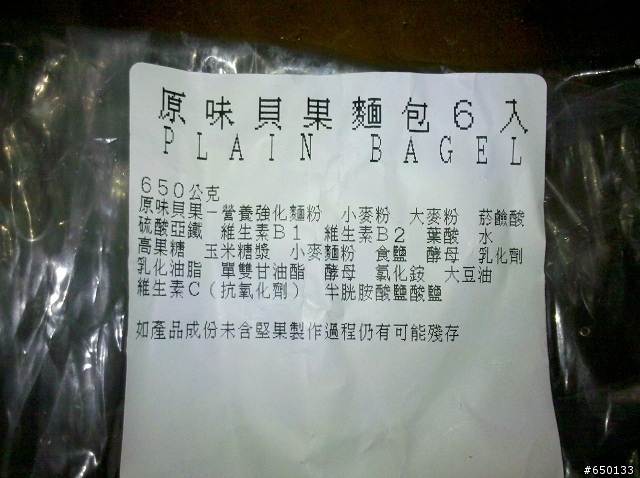 原味貝果麵包6入
PLAIN BAGEL
650公克
原味貝果-營養強化麵粉 小麥粉 大麥粉 菸鹼酸
硫酸亞鐵 維生素B1 維生素B2 葉酸 水
高果糖 玉米糖漿 小麥麵粉 食鹽 酵母 乳化劑
乳化油脂 單雙甘油酯 酵母 氯化銨 大豆油
維生素C(抗氧化劑) 半胱胺酸鹽酸鹽
如產品成份未含堅果製作過程仍有可能殘存
#650133